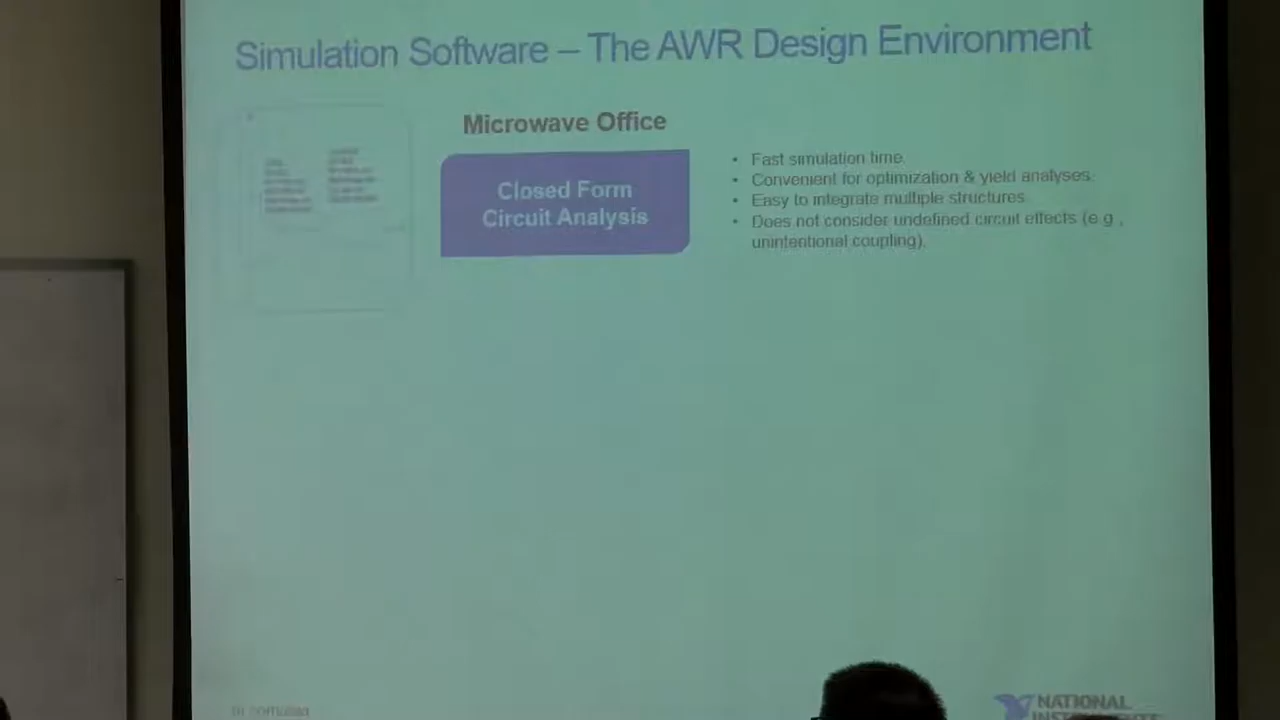 Simulation Software – The AWR Design Environment
Microwave Office
Closed Form
Circuit Analysis
• Fast simulation time.
• Convenient for optimization & yield analyses.
• Easy to integrate multiple structures.
• Does not consider undefined circuit effects (e.g.,
unintentional coupling).
NATIONAL